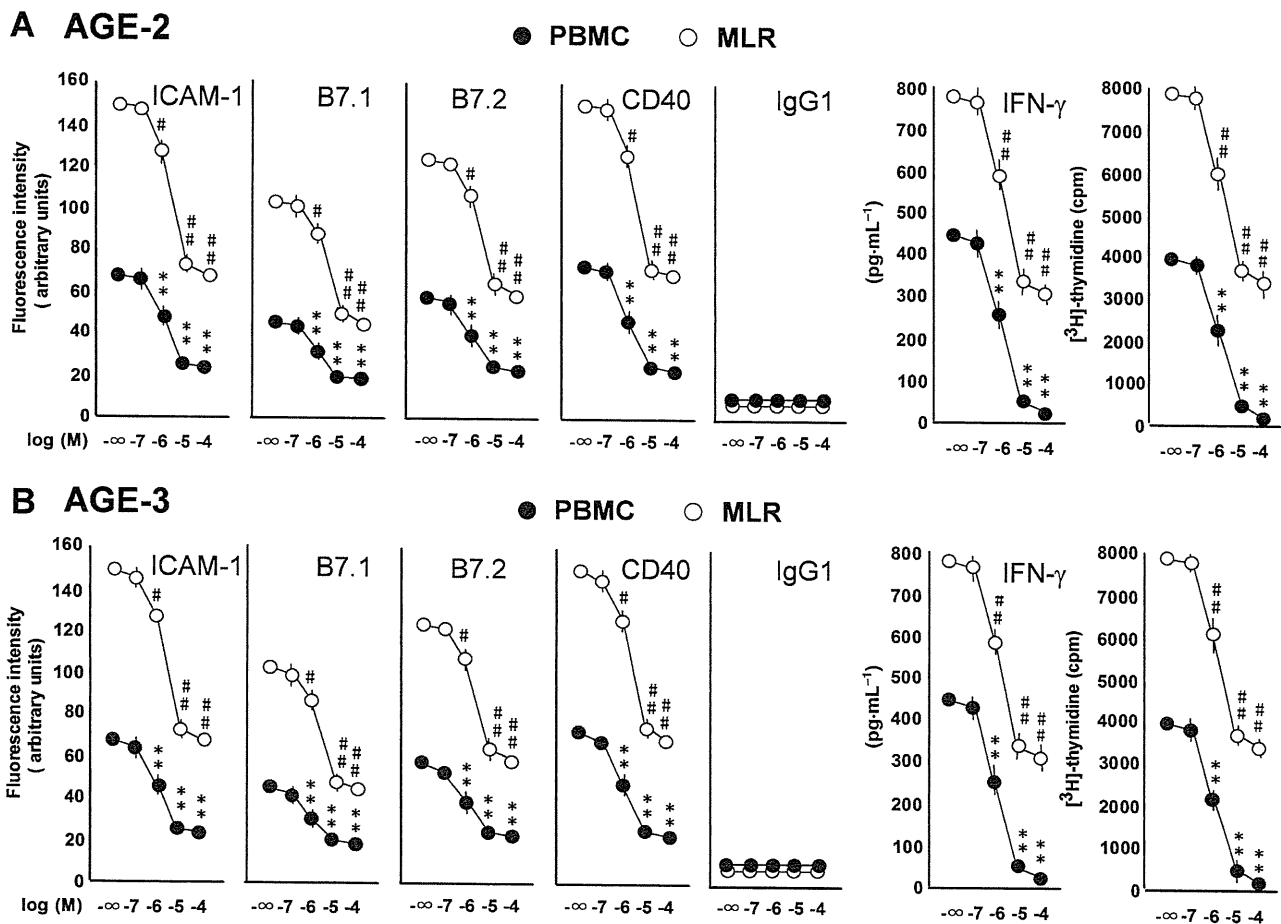 A AGE-2
PBMC MLR
ICAM-1 B7.1 B7.2 CD40 IgG1 IFN-γ
Fluorescence intensity
( arbitrary units)
160
140
120
100
80
60
40
20
0
(pg·mL⁻¹)
800
700
600
500
400
300
200
100
0
[³H]-thymidine (cpm)
8000
7000
6000
5000
4000
3000
2000
1000
0
# ## ## ** ** **
# ## ## ** ** **
# ## ## ** ** **
# ## ## ** ** **
## ## ## ** ** **
## ## ## ** ** **
log (M) -∞ -7 -6 -5 -4 -∞ -7 -6 -5 -4 -∞ -7 -6 -5 -4 -∞ -7 -6 -5 -4 -∞ -7 -6 -5 -4 -∞ -7 -6 -5 -4 -∞ -7 -6 -5 -4
B AGE-3
PBMC MLR
ICAM-1 B7.1 B7.2 CD40 IgG1 IFN-γ
Fluorescence intensity
( arbitrary units)
160
140
120
100
80
60
40
20
0
(pg·mL⁻¹)
800
700
600
500
400
300
200
100
0
[³H]-thymidine (cpm)
8000
7000
6000
5000
4000
3000
2000
1000
0
# ## ## ** ** **
# ## ## ** ** **
# ## ## ** ** **
# ## ## ** ** **
## ## ## ** ** **
## ## ## ** ** **
log (M) -∞ -7 -6 -5 -4 -∞ -7 -6 -5 -4 -∞ -7 -6 -5 -4 -∞ -7 -6 -5 -4 -∞ -7 -6 -5 -4 -∞ -7 -6 -5 -4 -∞ -7 -6 -5 -4